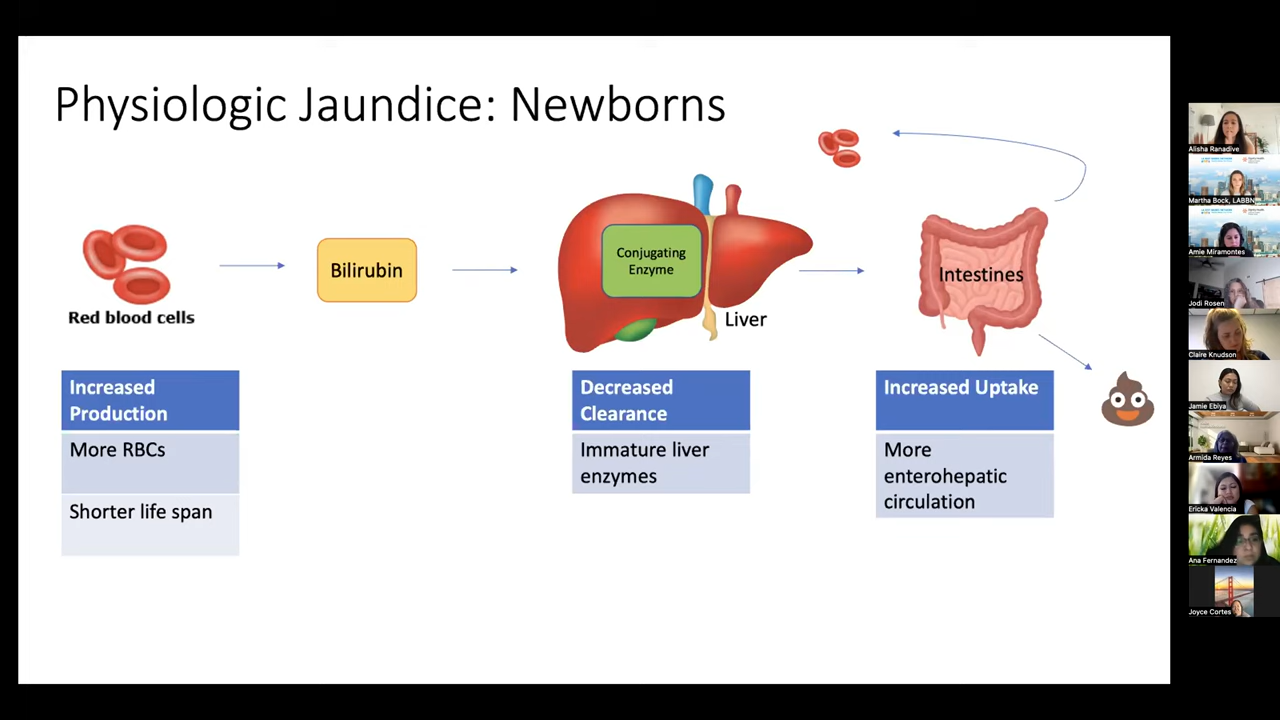 Physiologic Jaundice: Newborns
Red blood cells
Bilirubin
Conjugating
Enzyme
Liver
Intestines
Increased
Production
More RBCs
Shorter life span
Decreased
Clearance
Immature liver
enzymes
Increased Uptake
More
enterohepatic
circulation
Alisha Ranadive
Martha Bock, LABBN
Amie Miramontes
Jodi Rosen
Claire Knudson
Jamie Ebiya
Armida Reyes
Ericka Valencia
Ana Fernandez
Joyce Cortes